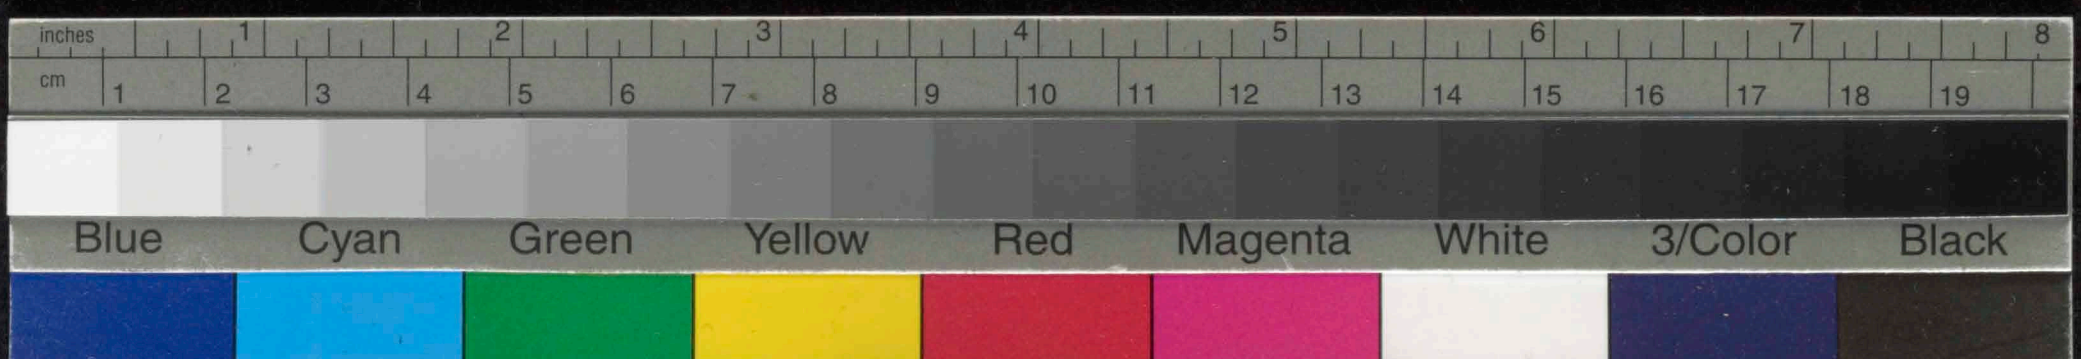 inches 1 2 3 4 5 6 7 8
cm 1 2 3 4 5 6 7 8 9 10 11 12 13 14 15 16 17 18 19
Blue Cyan Green Yellow Red Magenta White 3/Color Black